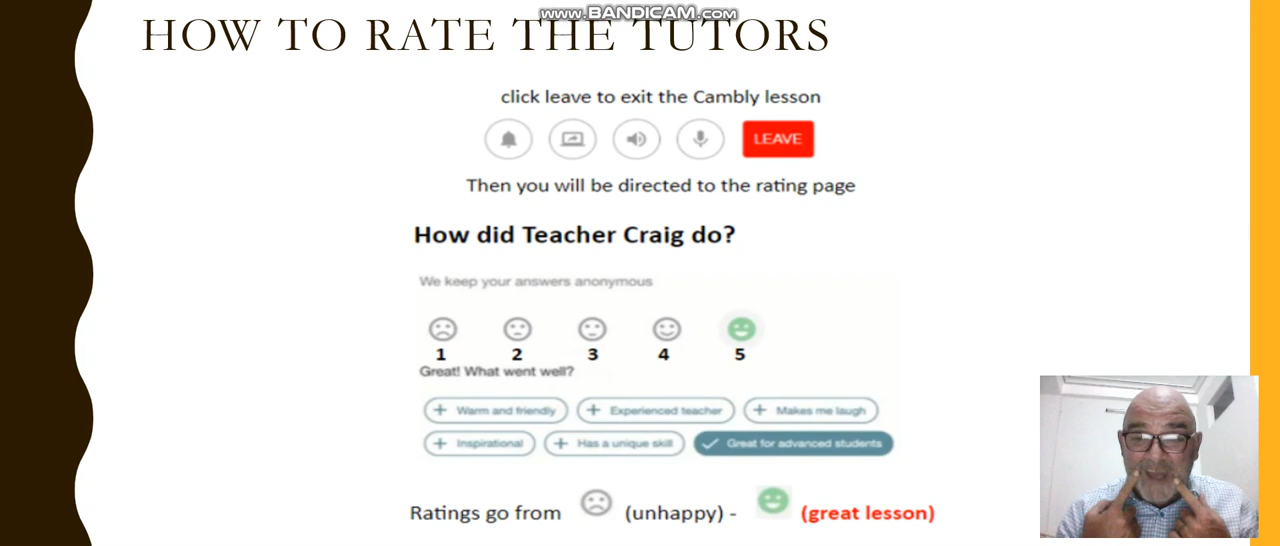 www.BANDICAM.com
HOW TO RATE THE TUTORS
click leave to exit the Cambly lesson
LEAVE
Then you will be directed to the rating page
How did Teacher Craig do?
We keep your answers anonymous
1 2 3 4 5
Great! What went well?
+ Warm and friendly + Experienced teacher + Makes me laugh
+ Inspirational + Has a unique skill ✓ Great for advanced students
Ratings go from (unhappy) - (great lesson)